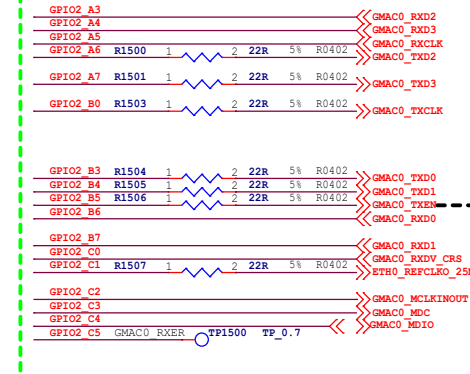 GPIO2_A3 GMAC0_RXD2
GPIO2_A4 GMAC0_RXD3
GPIO2_A5 GMAC0_RXCLK
GPIO2_A6 R1500 1 2 22R 5% R0402 GMAC0_TXD2
GPIO2_A7 R1501 1 2 22R 5% R0402 GMAC0_TXD3
GPIO2_B0 R1503 1 2 22R 5% R0402 GMAC0_TXCLK
GPIO2_B3 R1504 1 2 22R 5% R0402 GMAC0_TXD0
GPIO2_B4 R1505 1 2 22R 5% R0402 GMAC0_TXD1
GPIO2_B5 R1506 1 2 22R 5% R0402 GMAC0_TXEN
GPIO2_B6 GMAC0_RXD0
GPIO2_B7 GMAC0_RXD1
GPIO2_C0 GMAC0_RXDV_CRS
GPIO2_C1 R1507 1 2 22R 5% R0402 ETH0_REFCLKO_25
GPIO2_C2 GMAC0_MCLKINOUT
GPIO2_C3 GMAC0_MDC
GPIO2_C4 GMAC0_MDIO
GPIO2_C5 GMAC0_RXER TP1500 TP_0.7